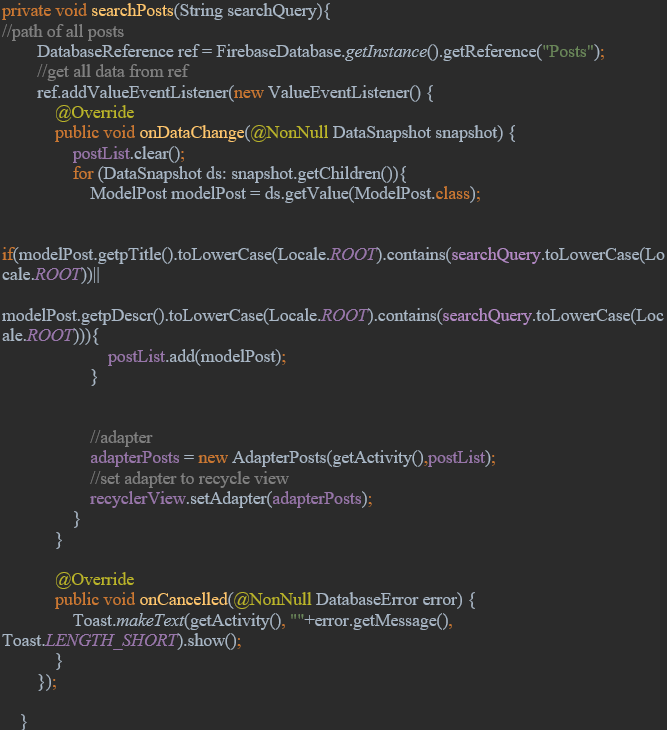 private void searchPosts(String searchQuery){
//path of all posts
DatabaseReference ref = FirebaseDatabase.getInstance().getReference("Posts");
//get all data from ref
ref.addValueEventListener(new ValueEventListener() {
@Override
public void onDataChange(@NonNull DataSnapshot snapshot) {
postList.clear();
for (DataSnapshot ds: snapshot.getChildren()){
ModelPost modelPost = ds.getValue(ModelPost.class);
if(modelPost.getpTitle().toLowerCase(Locale.ROOT).contains(searchQuery.toLowerCase(Lo
cale.ROOT))||
modelPost.getpDescr().toLowerCase(Locale.ROOT).contains(searchQuery.toLowerCase(Loc
ale.ROOT))){
postList.add(modelPost);
}
//adapter
adapterPosts = new AdapterPosts(getActivity(),postList);
//set adapter to recycle view
recyclerView.setAdapter(adapterPosts);
}
}
@Override
public void onCancelled(@NonNull DatabaseError error) {
Toast.makeText(getActivity(), ""+error.getMessage(),
Toast.LENGTH_SHORT).show();
}
});
}